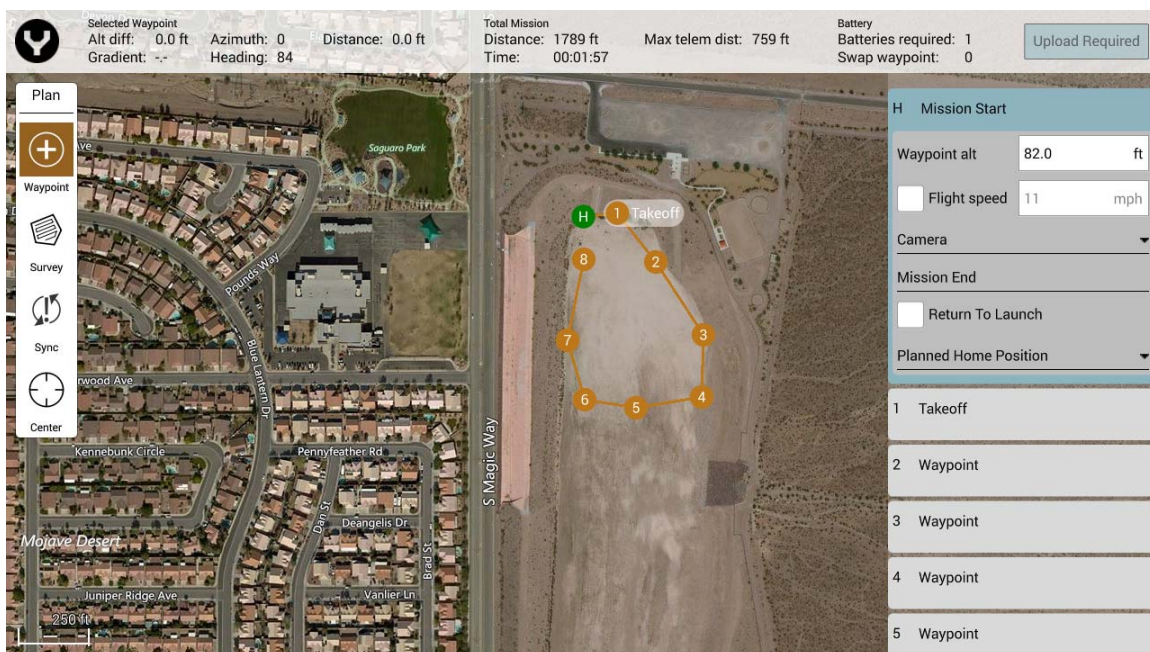 Selected Waypoint
Alt diff: 0.0 ft Azimuth: 0 Distance: 0.0 ft
Gradient: -.- Heading: 84
Total Mission
Distance: 1789 ft Max telem dist: 759 ft
Time: 00:01:57
Battery
Batteries required: 1
Swap waypoint: 0
Upload Required
Plan
Waypoint
Survey
Sync
Center
Saguaro Park
Pounds Way
Blue Lantern Dr
S Magic Way
Kennebunk Circle
Pennyfeather Rd
Dan St
Deangelis Dr
Brad St
Mojave Desert
Juniper Ridge Ave
Vanlier Ln
250 ft
H
1 Takeoff
2
3
4
5
6
7
8
H Mission Start
Waypoint alt 82.0 ft
Flight speed 11 mph
Camera
Mission End
Return To Launch
Planned Home Position
1 Takeoff
2 Waypoint
3 Waypoint
4 Waypoint
5 Waypoint